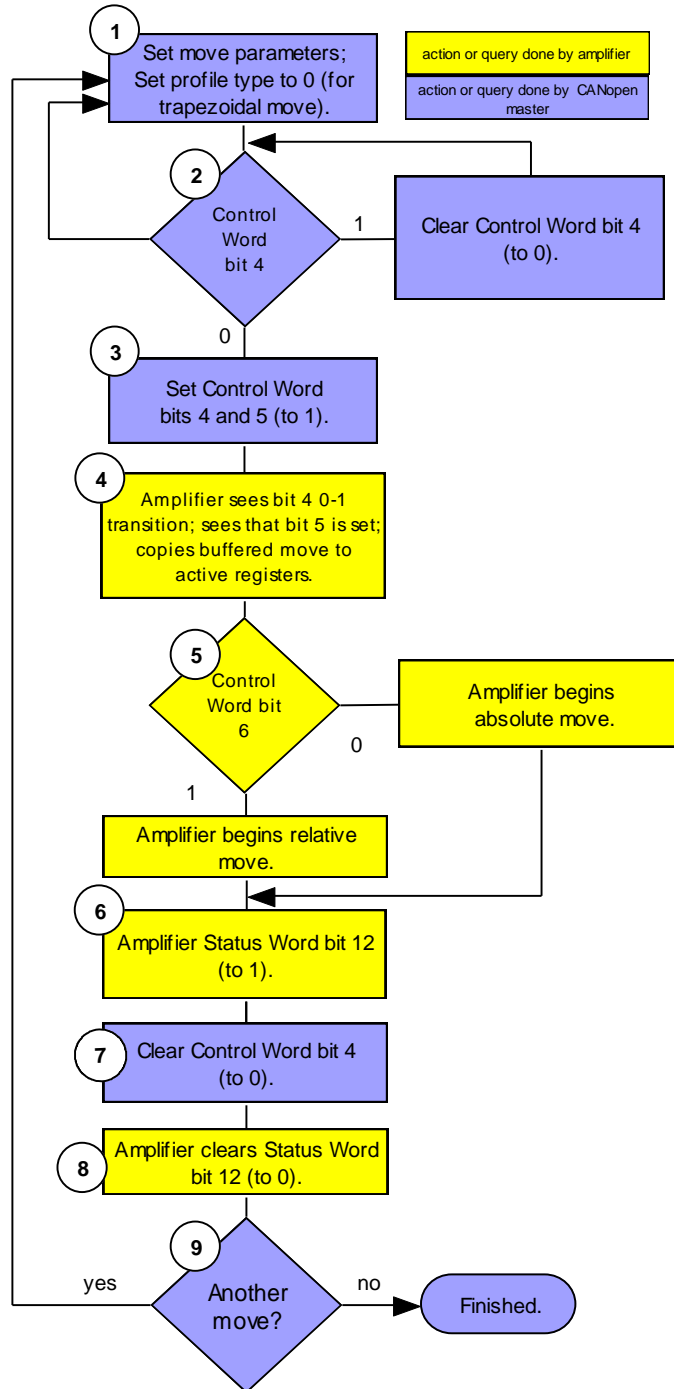 1
Set move parameters;
Set profile type to 0 (for
trapezoidal move).
action or query done by amplifier
action or query done by CANopen
master
2
Control
Word
bit 4
1
Clear Control Word bit 4
(to 0).
0
3
Set Control Word
bits 4 and 5 (to 1).
4
Amplifier sees bit 4 0-1
transition; sees that bit 5 is set;
copies buffered move to
active registers.
5
Control
Word bit
6
0
Amplifier begins
absolute move.
1
Amplifier begins relative
move.
6
Amplifier Status Word bit 12
(to 1).
7
Clear Control Word bit 4
(to 0).
8
Amplifier clears Status Word
bit 12 (to 0).
9
yes
Another
move?
no
Finished.